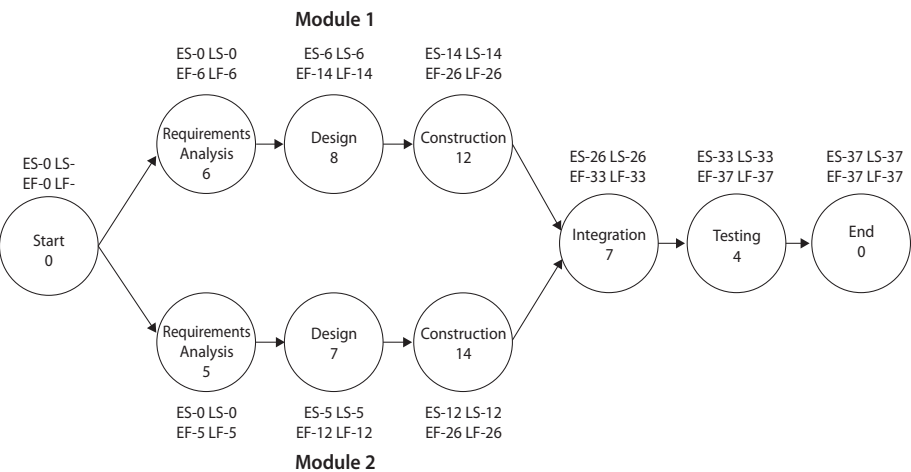 Module 1
ES-0 LS-0
EF-6 LF-6
ES-6 LS-6
EF-14 LF-14
ES-14 LS-14
EF-26 LF-26
Requirements
Analysis
6
Design
8
Construction
12
ES-0 LS-
EF-0 LF-
Start
0
ES-26 LS-26
EF-33 LF-33
Integration
7
ES-33 LS-33
EF-37 LF-37
Testing
4
ES-37 LS-37
EF-37 LF-37
End
0
Requirements
Analysis
5
Design
7
Construction
14
ES-0 LS-0
EF-5 LF-5
ES-5 LS-5
EF-12 LF-12
ES-12 LS-12
EF-26 LF-26
Module 2